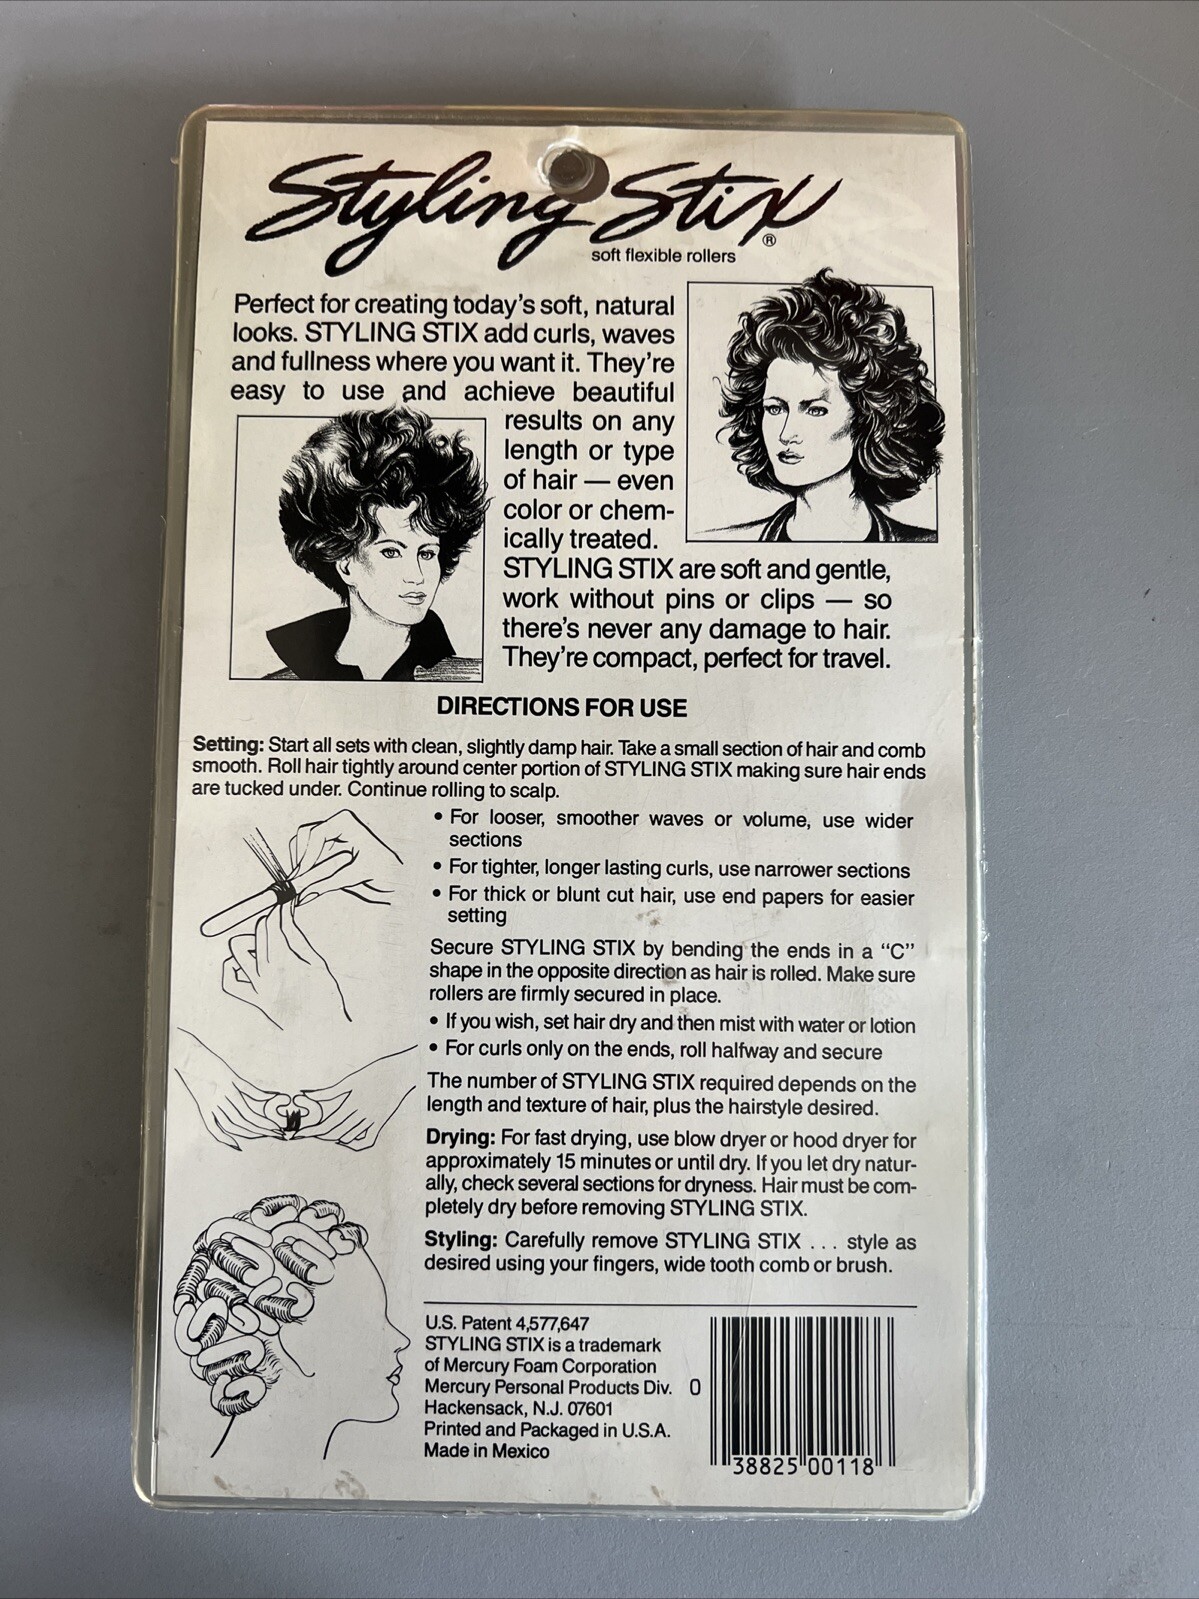 Styling Stix®
soft flexible rollers
Perfect for creating today's soft, natural
looks. STYLING STIX add curls, waves
and fullness where you want it. They're
easy to use and achieve beautiful
results on any
length or type
of hair — even
color or chem-
ically treated.
STYLING STIX are soft and gentle,
work without pins or clips — so
there's never any damage to hair.
They're compact, perfect for travel.
DIRECTIONS FOR USE
Setting: Start all sets with clean, slightly damp hair. Take a small section of hair and comb
smooth. Roll hair tightly around center portion of STYLING STIX making sure hair ends
are tucked under. Continue rolling to scalp.
• For looser, smoother waves or volume, use wider
sections
• For tighter, longer lasting curls, use narrower sections
• For thick or blunt cut hair, use end papers for easier
setting
Secure STYLING STIX by bending the ends in a “C”
shape in the opposite direction as hair is rolled. Make sure
rollers are firmly secured in place.
• If you wish, set hair dry and then mist with water or lotion
• For curls only on the ends, roll halfway and secure
The number of STYLING STIX required depends on the
length and texture of hair, plus the hairstyle desired.
Drying: For fast drying, use blow dryer or hood dryer for
approximately 15 minutes or until dry. If you let dry natur-
ally, check several sections for dryness. Hair must be com-
pletely dry before removing STYLING STIX.
Styling: Carefully remove STYLING STIX . . . style as
desired using your fingers, wide tooth comb or brush.
U.S. Patent 4,577,647
STYLING STIX is a trademark
of Mercury Foam Corporation
Mercury Personal Products Div.
Hackensack, N.J. 07601
Printed and Packaged in U.S.A.
Made in Mexico
0 38825 00118